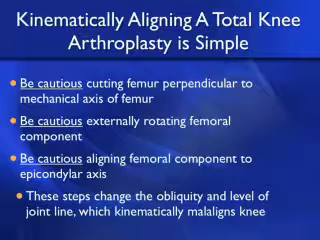 Kinematically Aligning A Total Knee
Arthroplasty is Simple
Be cautious cutting femur perpendicular to
mechanical axis of femur
Be cautious externally rotating femoral
component
Be cautious aligning femoral component to
epicondylar axis
These steps change the obliquity and level of
joint line, which kinematically malaligns knee